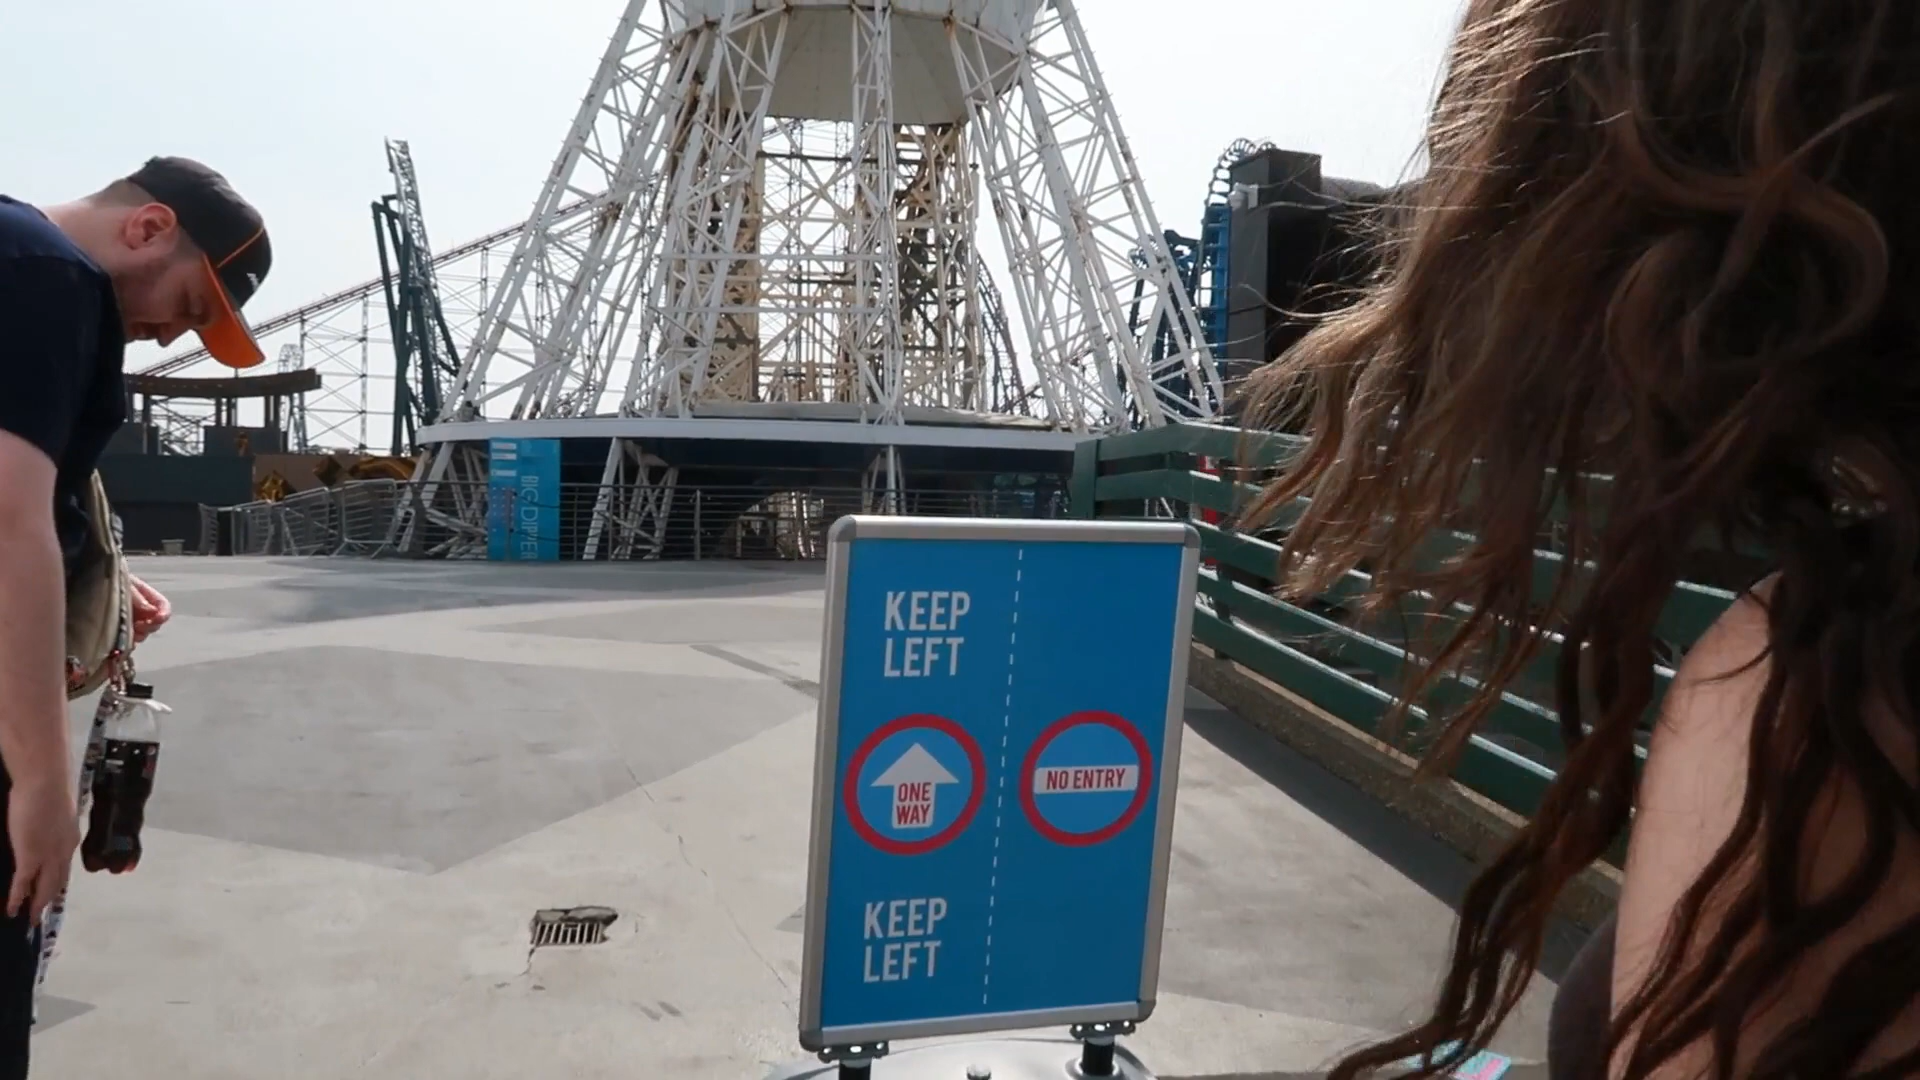 BIG DIPPER
KEEP
LEFT
ONE
WAY
NO ENTRY
KEEP
LEFT